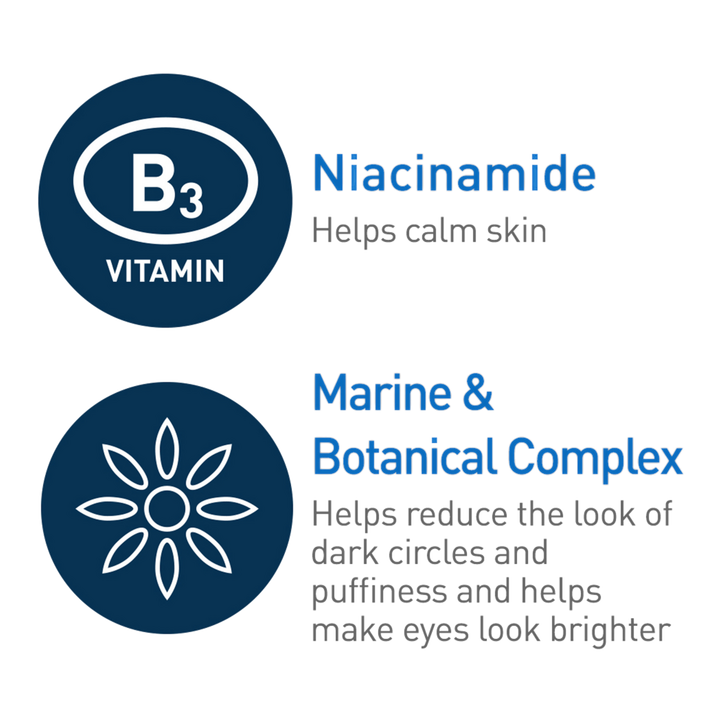 B3
VITAMIN
Niacinamide
Helps calm skin
Marine &
Botanical Complex
Helps reduce the look of
dark circles and
puffiness and helps
make eyes look brighter